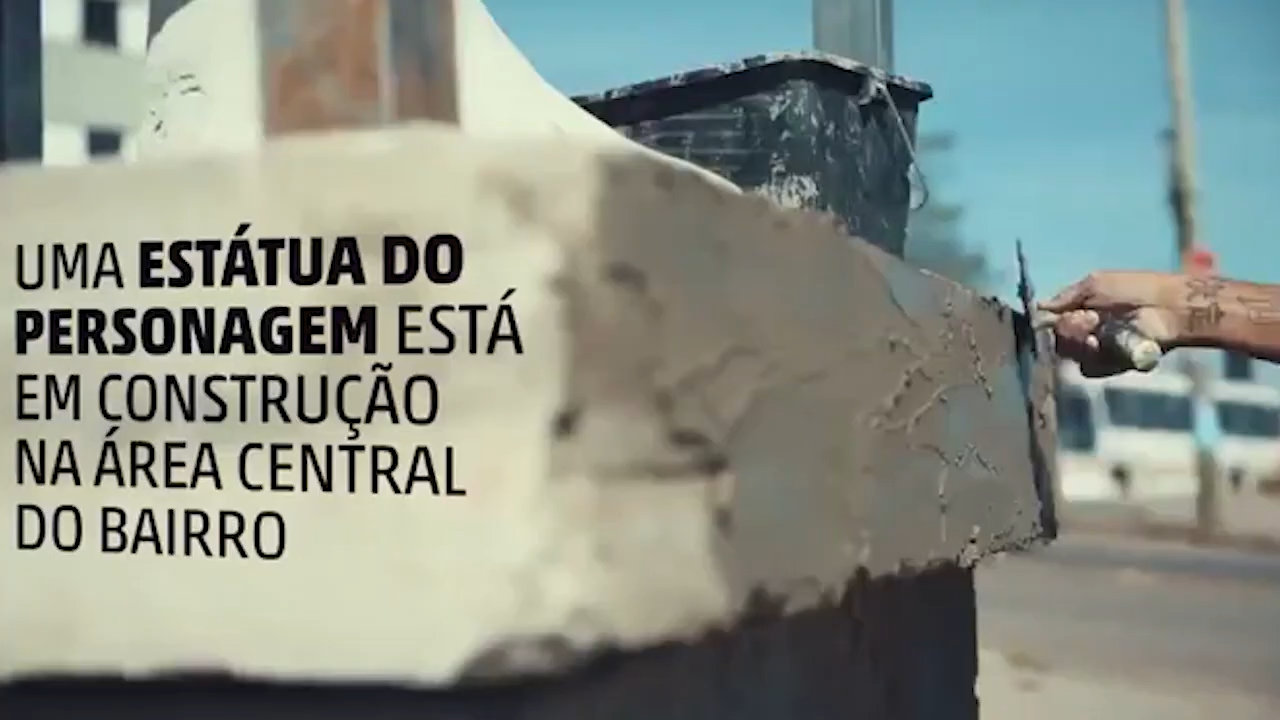 UMA ESTÁTUA DO
PERSONAGEM ESTÁ
EM CONSTRUÇÃO
NA ÁREA CENTRAL
DO BAIRRO